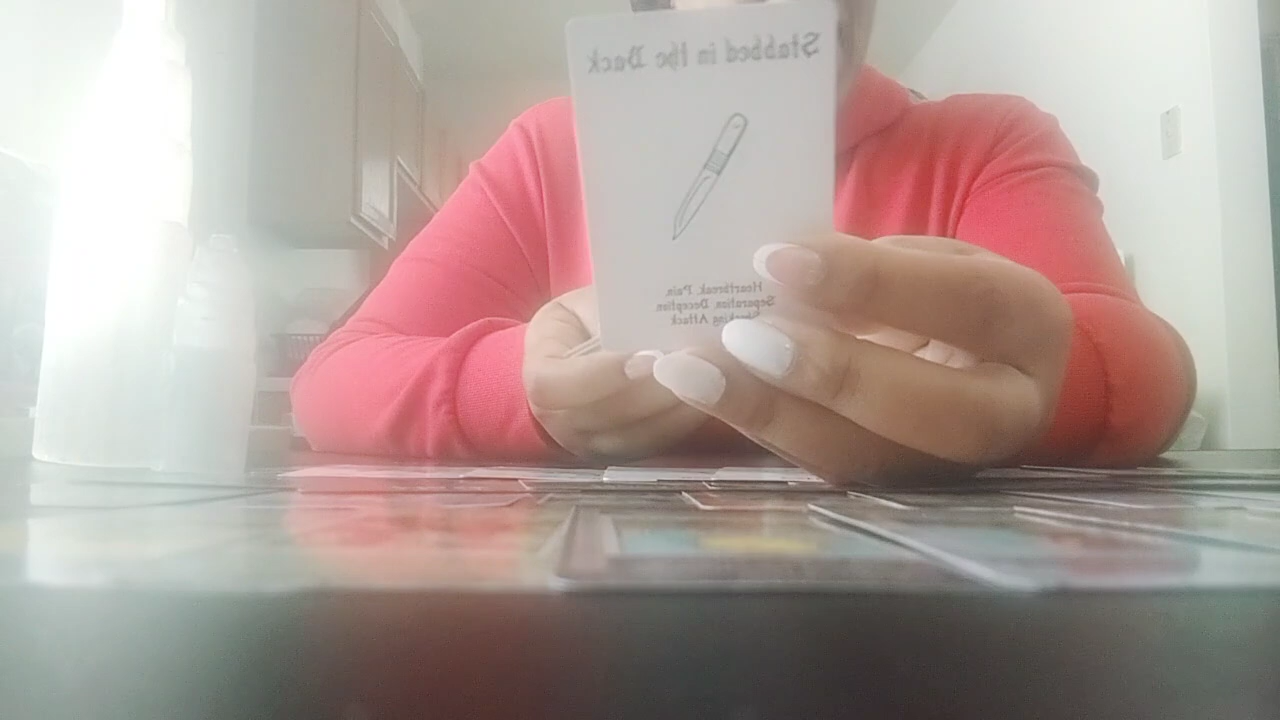 Stabbed in the Back
Heartbreak, Pain,
Separation, Deception
Attack